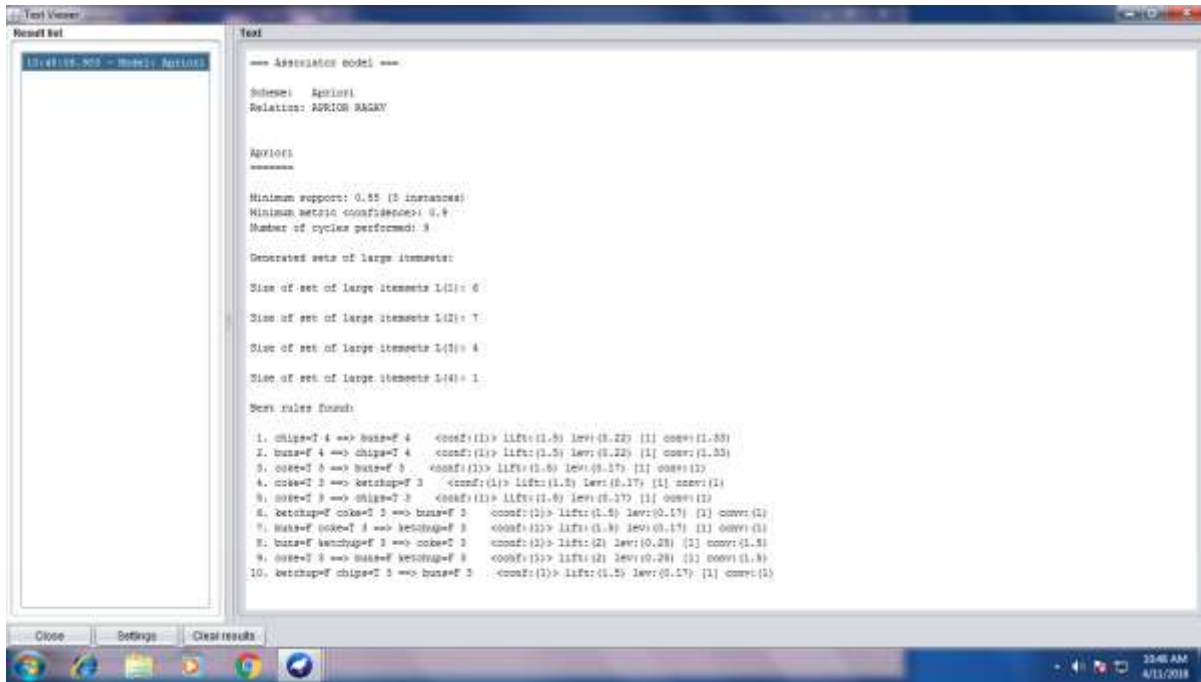 Text Viewer
Result list
Text
- Model: Apriori
=== Associator model ===
Scheme: Apriori
Relation: APRIOR
Apriori
=======
Minimum support: 0.55 (3 instances)
Minimum metric <confidence>: 0.9
Number of cycles performed: 9
Generated sets of large itemsets:
Size of set of large itemsets L(1): 6
Size of set of large itemsets L(2): 7
Size of set of large itemsets L(3): 4
Size of set of large itemsets L(4): 1
Best rules found:
1. chips=T 4 ==> buns=F 4 <conf:(1)> lift:(1.5) lev:(0.22) [1] conv:(1.33)
2. buns=F 4 ==> chips=T 4 <conf:(1)> lift:(1.5) lev:(0.22) [1] conv:(1.33)
3. coke=T 3 ==> buns=F 3 <conf:(1)> lift:(1.5) lev:(0.17) [1] conv:(1)
4. coke=T 3 ==> ketchup=F 3 <conf:(1)> lift:(1.5) lev:(0.17) [1] conv:(1)
5. coke=T 3 ==> chips=T 3 <conf:(1)> lift:(1.5) lev:(0.17) [1] conv:(1)
6. ketchup=F coke=T 3 ==> buns=F 3 <conf:(1)> lift:(1.5) lev:(0.17) [1] conv:(1)
7. buns=F coke=T 3 ==> ketchup=F 3 <conf:(1)> lift:(1.5) lev:(0.17) [1] conv:(1)
8. buns=F ketchup=F 3 ==> coke=T 3 <conf:(1)> lift:(2) lev:(0.25) [1] conv:(1.5)
9. coke=T 3 ==> buns=F ketchup=F 3 <conf:(1)> lift:(2) lev:(0.25) [1] conv:(1.5)
10. ketchup=F chips=T 3 ==> buns=F 3 <conf:(1)> lift:(1.5) lev:(0.17) [1] conv:(1)
Close
Settings
Clear results
10:46 AM
4/11/2018